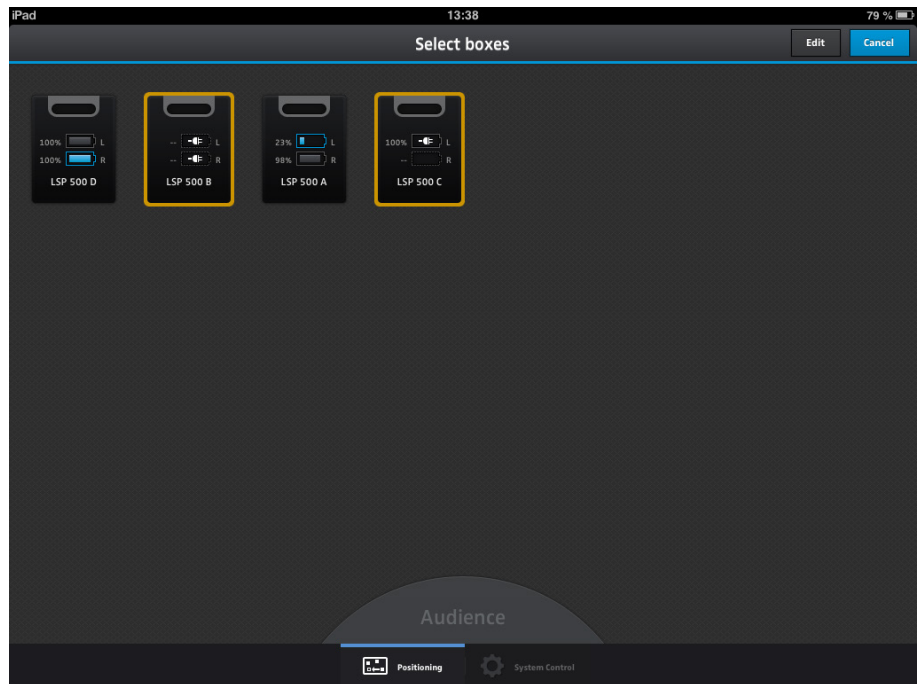 iPad 13:38 79 %
Select boxes Edit Cancel
100% L -- L 23% L 100% L
100% R -- R 98% R -- R
LSP 500 D LSP 500 B LSP 500 A LSP 500 C
Audience
Positioning System Control